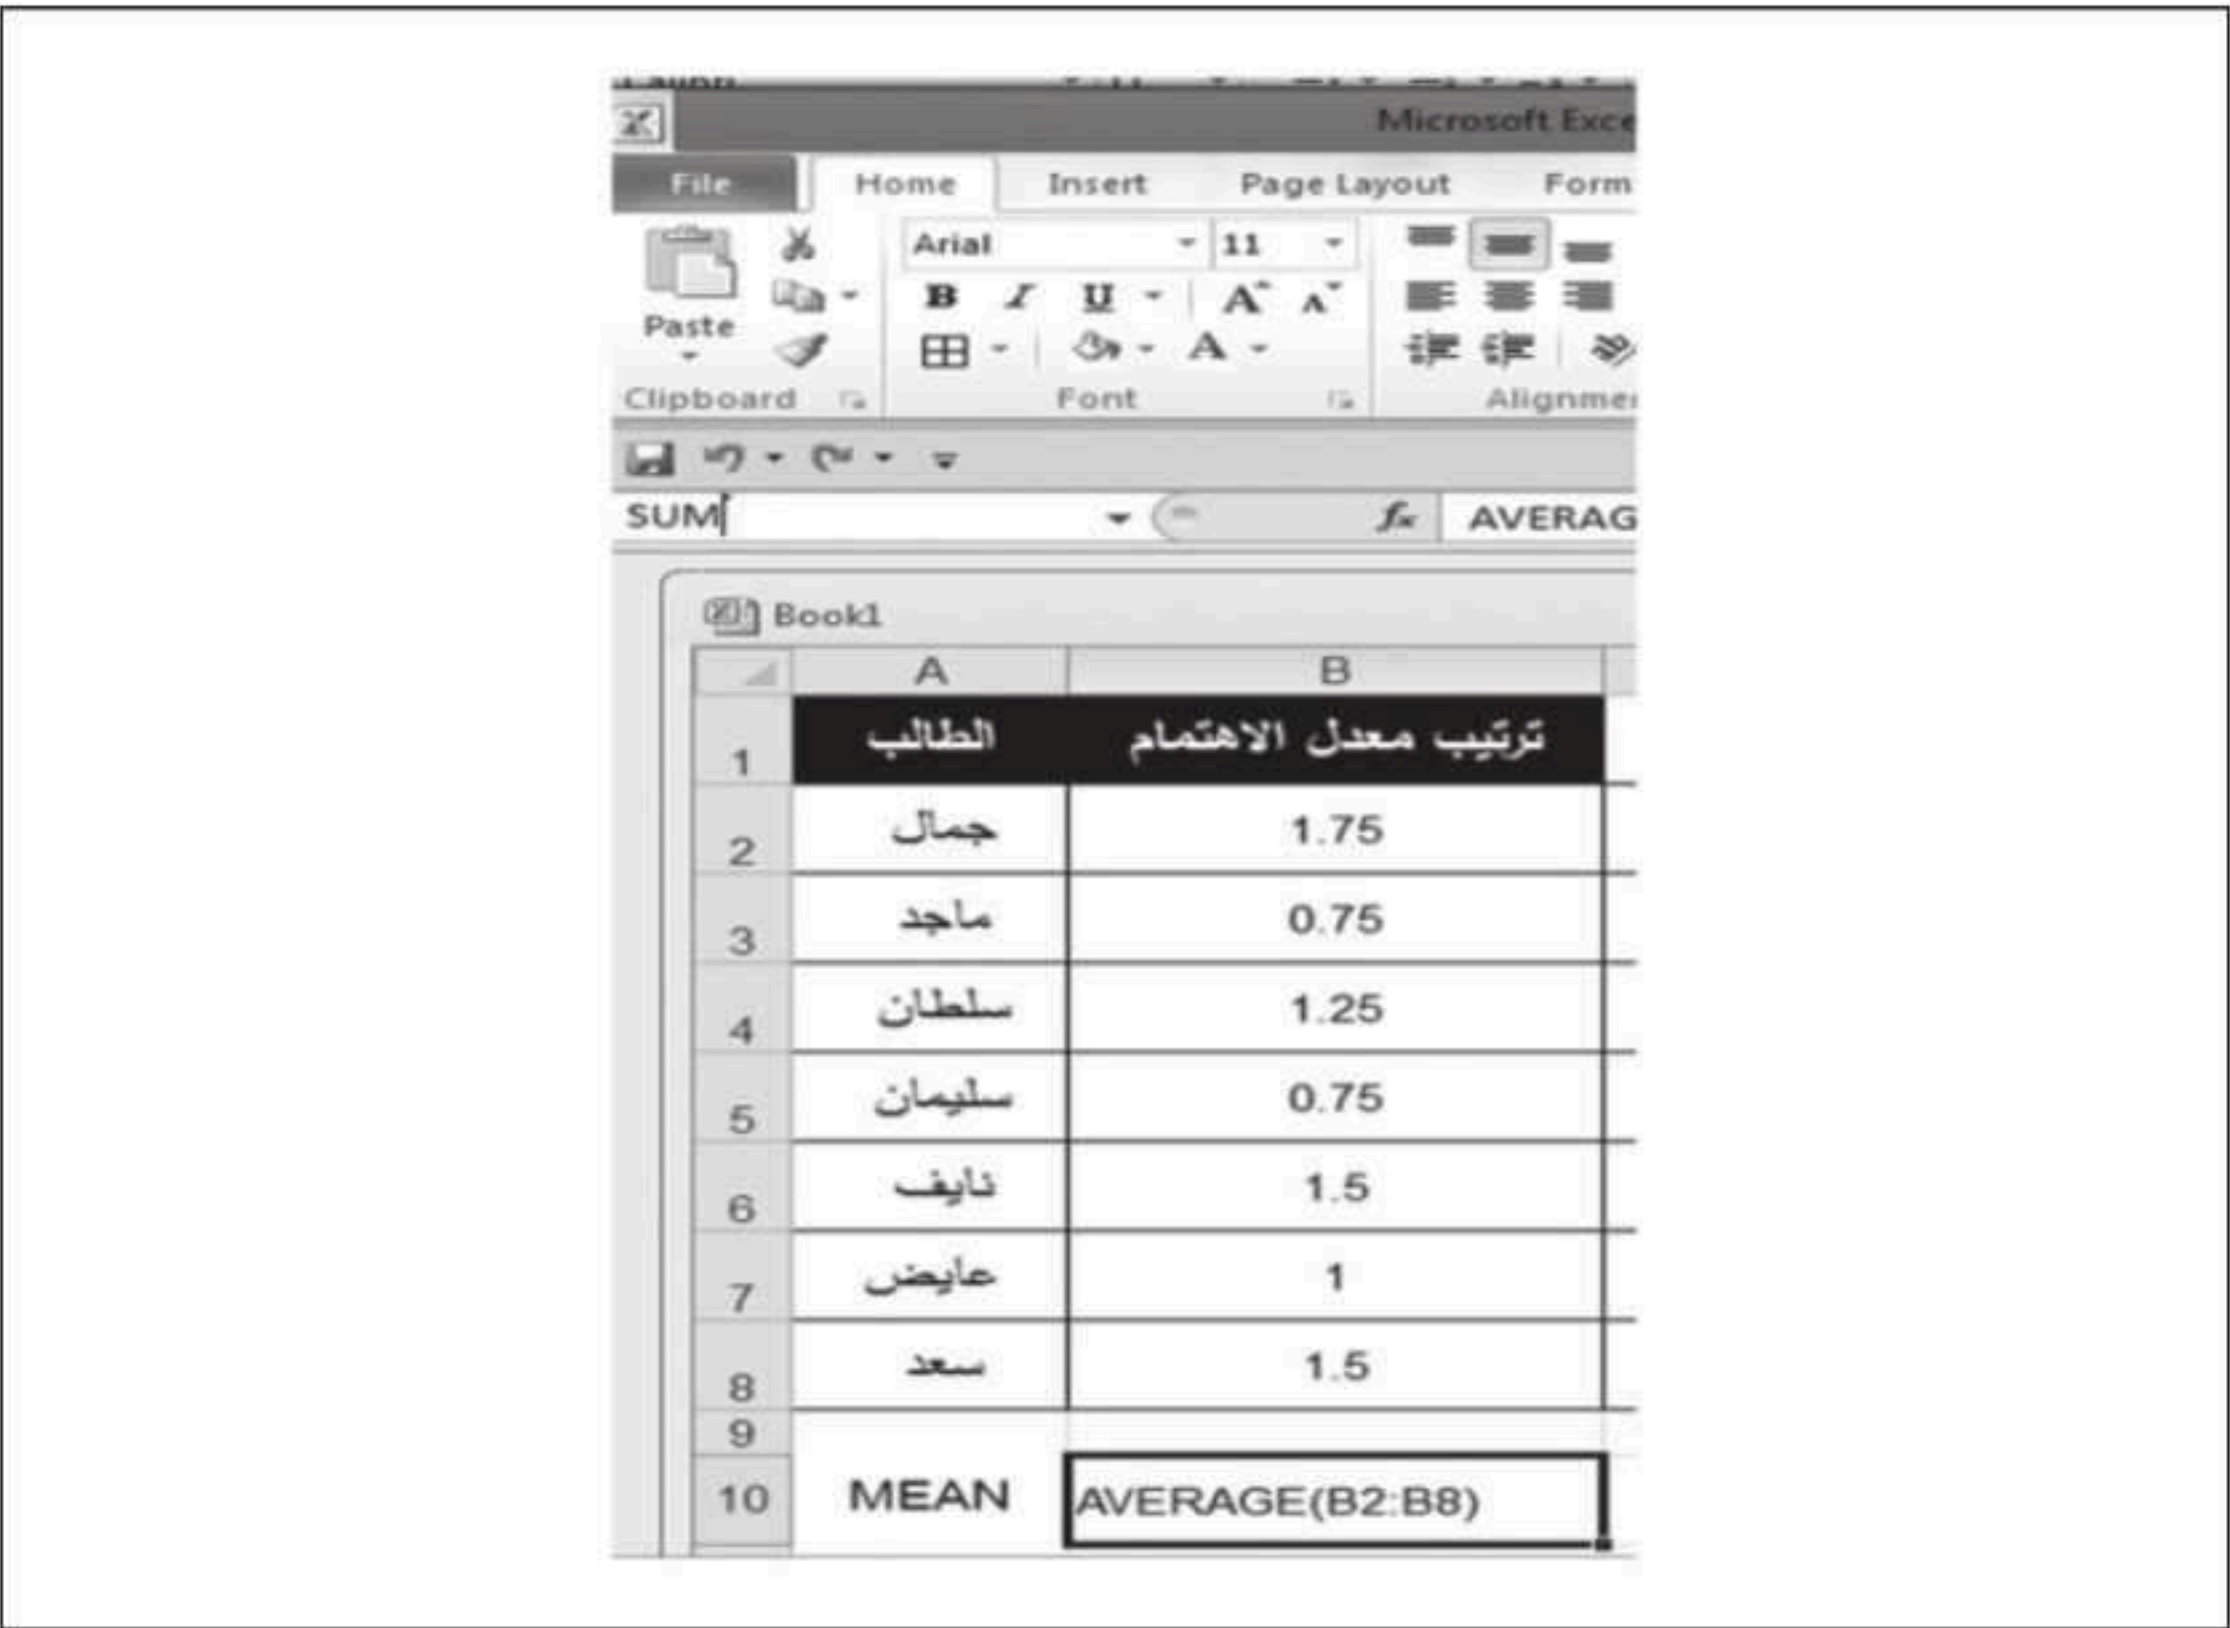 Microsoft Exce
File Home Insert Page Layout Form
Arial 11
B I U A A
Paste A
Clipboard Font Alignme
SUM fx AVERAG
Book1
A B
1 الطالب ترتيب معدل الاهتمام
2 جمال 1.75
3 ماجد 0.75
4 سلطان 1.25
5 سليمان 0.75
6 نايف 1.5
7 عايض 1
8 سعد 1.5
9
10 MEAN AVERAGE(B2:B8)